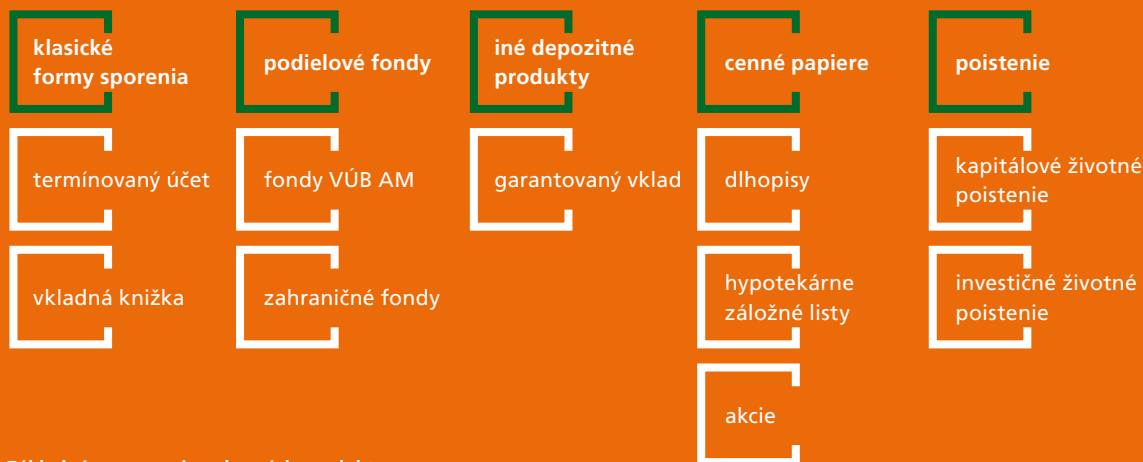 klasické
formy sporenia
podielové fondy
iné depozitné
produkty
cenné papiere
poistenie
termínovaný účet
fondy VÚB AM
garantovaný vklad
dlhopisy
kapitálové životné
poistenie
vkladná knižka
zahraničné fondy
hypotekárne
záložné listy
investičné životné
poistenie
akcie